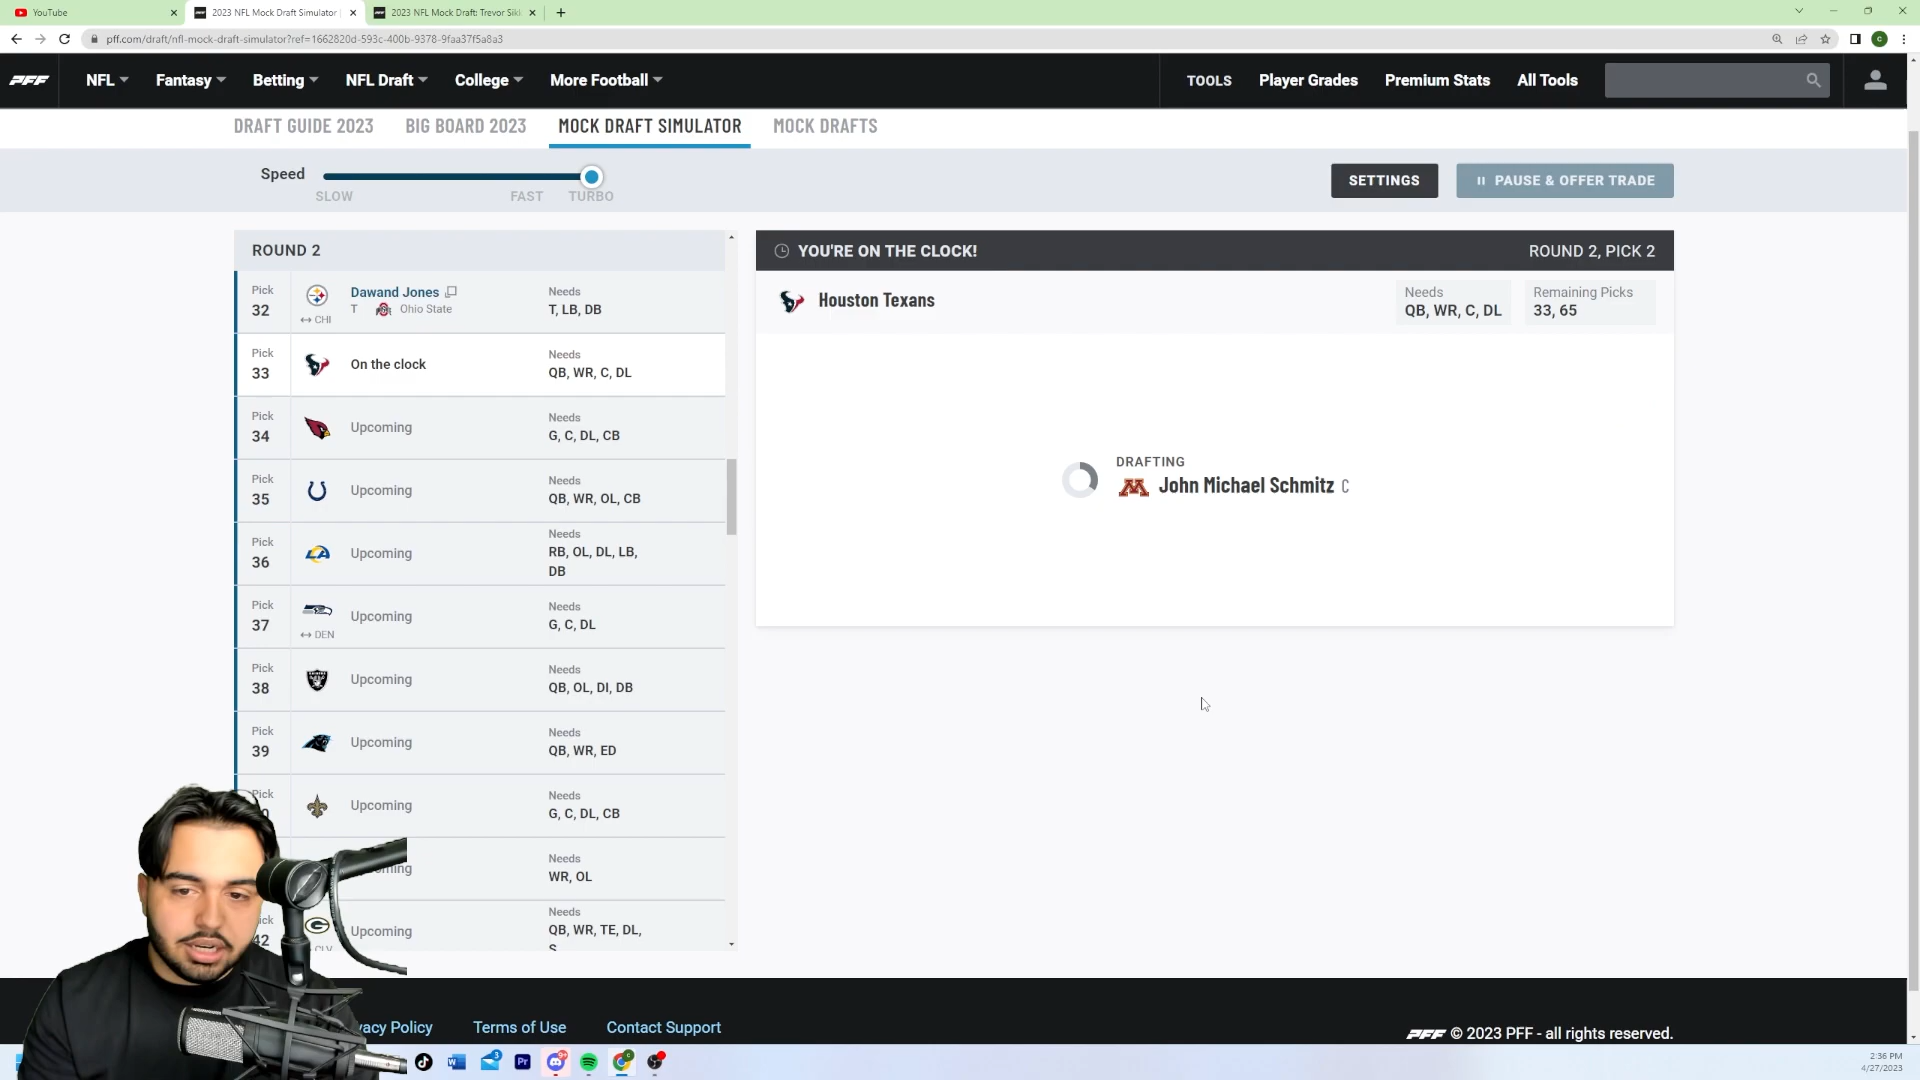 YouTube
2023 NFL Mock Draft Simulator
2023 NFL Mock Draft: Trevor Sik
pff.com/draft/nfl-mock-draft-simulator?ref=1662820d-593c-400b-9378-9faa37f5a8a3
PFF
NFL
Fantasy
Betting
NFL Draft
College
More Football
TOOLS
Player Grades
Premium Stats
All Tools
DRAFT GUIDE 2023
BIG BOARD 2023
MOCK DRAFT SIMULATOR
MOCK DRAFTS
Speed
SLOW
FAST
TURBO
SETTINGS
PAUSE & OFFER TRADE
ROUND 2
Pick
32
↔ CHI
Dawand Jones
T Ohio State
Needs
T, LB, DB
Pick
33
On the clock
Needs
QB, WR, C, DL
Pick
34
Upcoming
Needs
G, C, DL, CB
Pick
35
Upcoming
Needs
QB, WR, OL, CB
Pick
36
Upcoming
Needs
RB, OL, DL, LB,
DB
Pick
37
↔ DEN
Upcoming
Needs
G, C, DL
Pick
38
Upcoming
Needs
QB, OL, DI, DB
Pick
39
Upcoming
Needs
QB, WR, ED
Pick
Upcoming
Needs
G, C, DL, CB
Needs
WR, OL
42
Upcoming
Needs
QB, WR, TE, DL,
S
YOU'RE ON THE CLOCK!
ROUND 2, PICK 2
Houston Texans
Needs
QB, WR, C, DL
Remaining Picks
33, 65
DRAFTING
John Michael Schmitz C
vacy Policy
Terms of Use
Contact Support
PFF © 2023 PFF - all rights reserved.
2:36 PM
4/27/2023